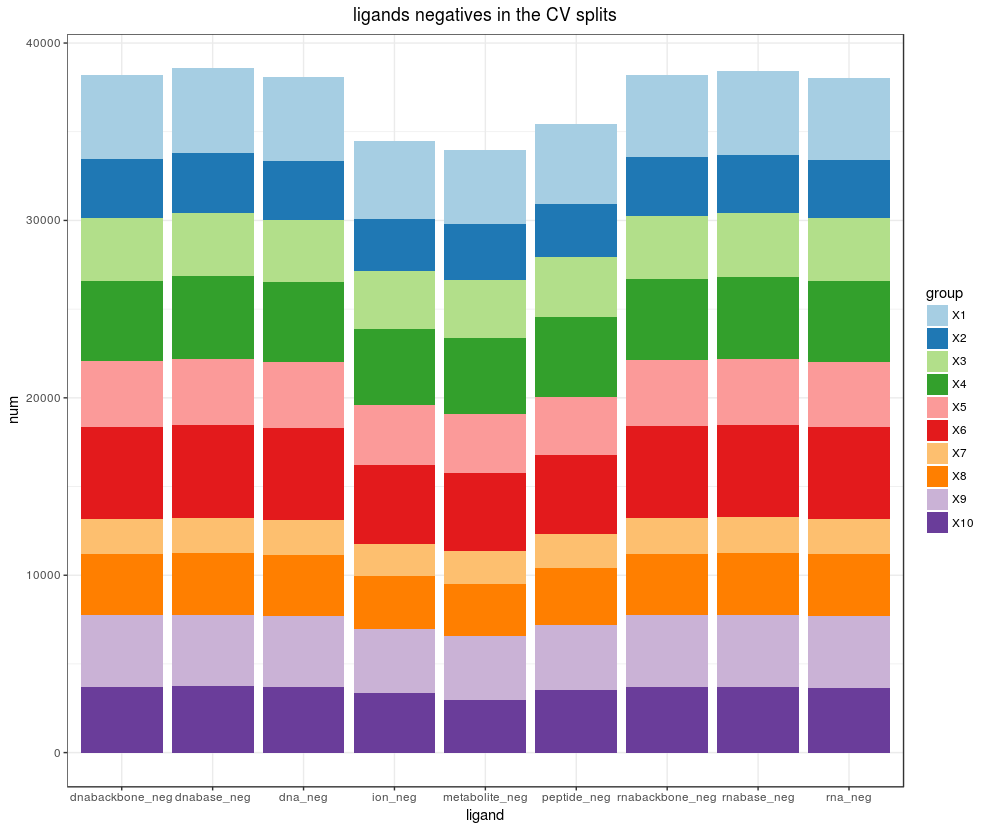 ligands negatives in the CV splits
40000
30000
20000
10000
0
num
dnabackbone_neg dnabase_neg dna_neg ion_neg metabolite_neg peptide_neg rnabackbone_neg rnabase_neg rna_neg
ligand
group
X1
X2
X3
X4
X5
X6
X7
X8
X9
X10